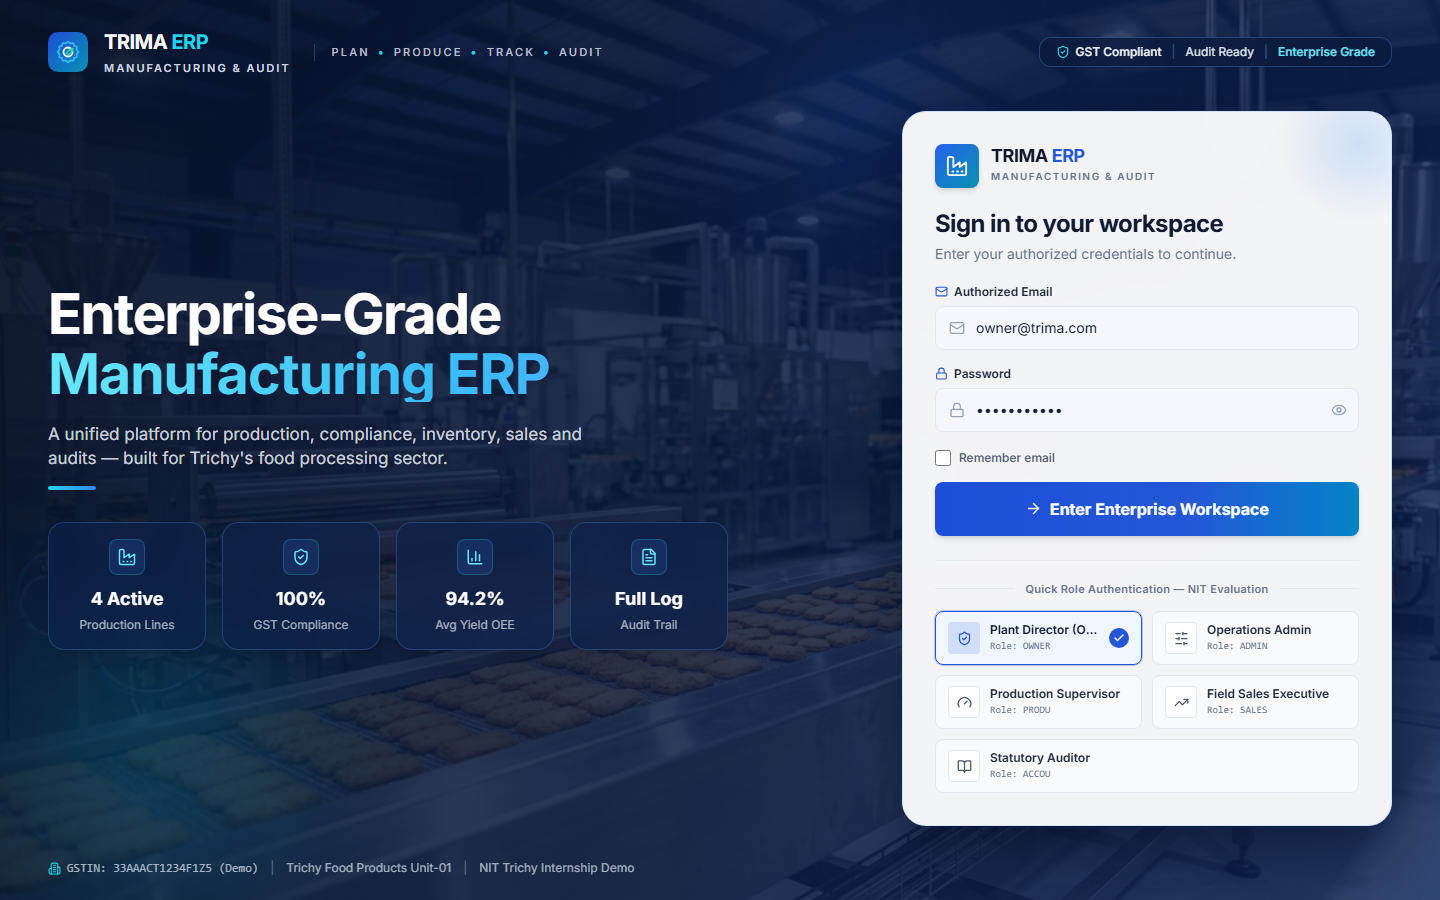 TRIMA ERP
MANUFACTURING & AUDIT
PLAN • PRODUCE • TRACK • AUDIT
GST Compliant | Audit Ready | Enterprise Grade
Enterprise-Grade
Manufacturing ERP
A unified platform for production, compliance, inventory, sales and
audits — built for Trichy's food processing sector.
4 Active
Production Lines
100%
GST Compliance
94.2%
Avg Yield OEE
Full Log
Audit Trail
GSTIN: 33AAACT1234F1Z5 (Demo) | Trichy Food Products Unit-01 | NIT Trichy Internship Demo
TRIMA ERP
MANUFACTURING & AUDIT
Sign in to your workspace
Enter your authorized credentials to continue.
Authorized Email
owner@trima.com
Password
•••••••••••
Remember email
Enter Enterprise Workspace
Quick Role Authentication — NIT Evaluation
Plant Director (O...
Role: OWNER
Operations Admin
Role: ADMIN
Production Supervisor
Role: PRODU
Field Sales Executive
Role: SALES
Statutory Auditor
Role: ACCOU